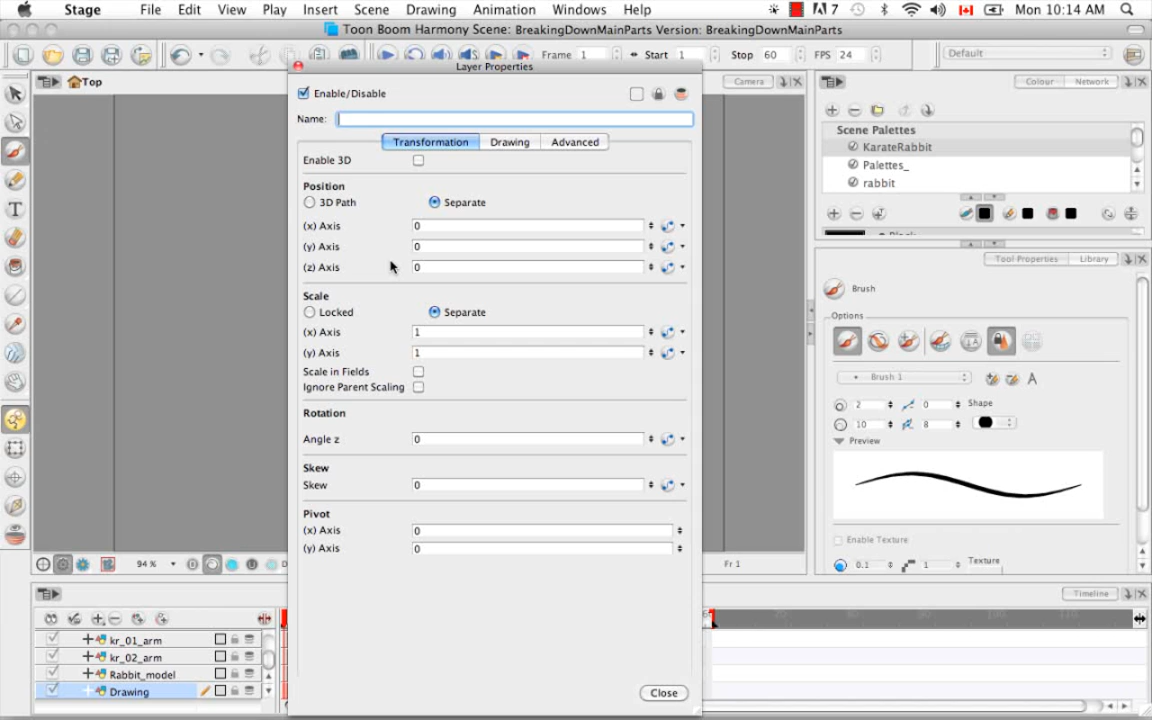 Stage File Edit View Play Insert Scene Drawing Animation Windows Help 7 Mon 10:14 AM
Toon Boom Harmony Scene: BreakingDownMainParts Version: BreakingDownMainParts
Frame 1 Start 1 Stop 60 FPS 24 Default
Layer Properties
Top Camera Colour Network
Enable/Disable
Name:
Transformation Drawing Advanced
Enable 3D
Position
3D Path Separate
(x) Axis 0
(y) Axis 0
(z) Axis 0
Scale
Locked Separate
(x) Axis 1
(y) Axis 1
Scale in Fields
Ignore Parent Scaling
Rotation
Angle z 0
Skew
Skew 0
Pivot
(x) Axis 0
(y) Axis 0
Close
Scene Palettes
KarateRabbit
Palettes_
rabbit
Tool Properties Library
Brush
Options
Brush 1 A
2 0 Shape
10 8
Preview
Enable Texture
0.1 1 Texture
94 % Fr 1
Timeline
kr_01_arm
kr_02_arm
Rabbit_model
Drawing
T